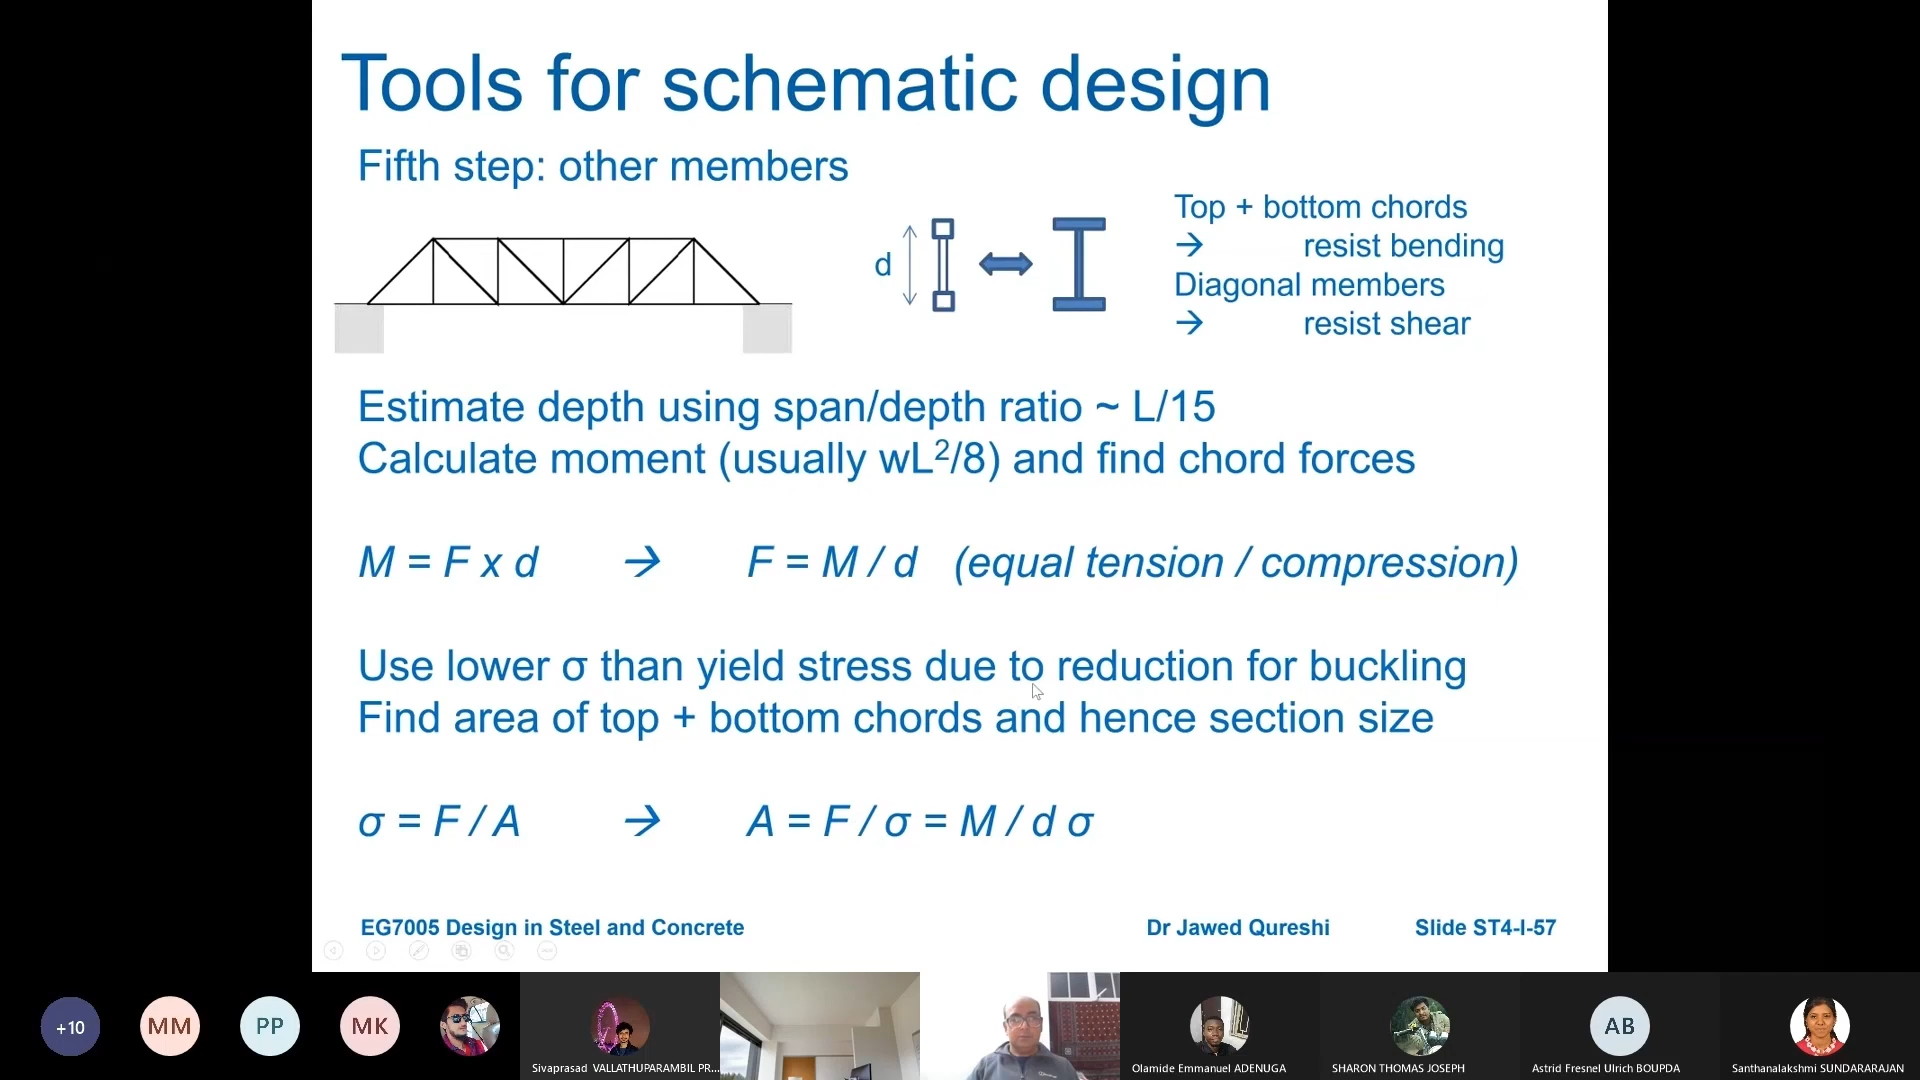 Tools for schematic design
Fifth step: other members
Top + bottom chords
→ resist bending
Diagonal members
→ resist shear
d
Estimate depth using span/depth ratio ~ L/15
Calculate moment (usually wL²/8) and find chord forces
M = F x d → F = M / d (equal tension / compression)
Use lower σ than yield stress due to reduction for buckling
Find area of top + bottom chords and hence section size
σ = F / A → A = F / σ = M / d σ
EG7005 Design in Steel and Concrete Dr Jawed Qureshi Slide ST4-I-57
+10 MM PP MK AB
Sivaprasad VALLATHUPARAMBIL PR... Olamide Emmanuel ADENUGA SHARON THOMAS JOSEPH Astrid Fresnel Ulrich BOUPDA Santhanalakshmi SUNDARARAJAN